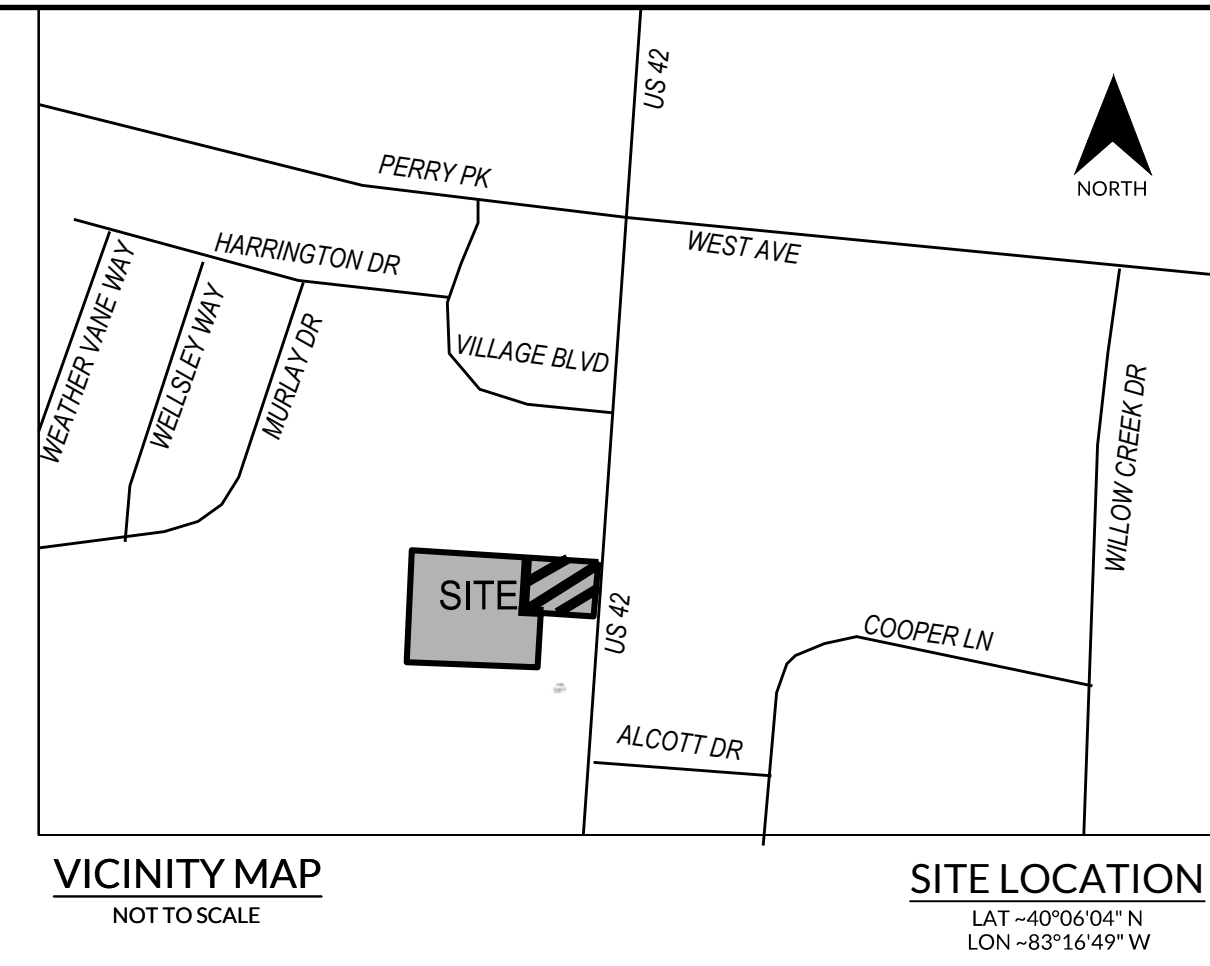 US 42
PERRY PK
NORTH
HARRINGTON DR
WEST AVE
WEATHER VANE WAY
WELLSLEY WAY
MURLAY DR
VILLAGE BLVD
WILLOW CREEK DR
SITE
US 42
COOPER LN
ALCOTT DR
VICINITY MAP
NOT TO SCALE
SITE LOCATION
LAT ~40°06'04" N
LON ~83°16'49" W